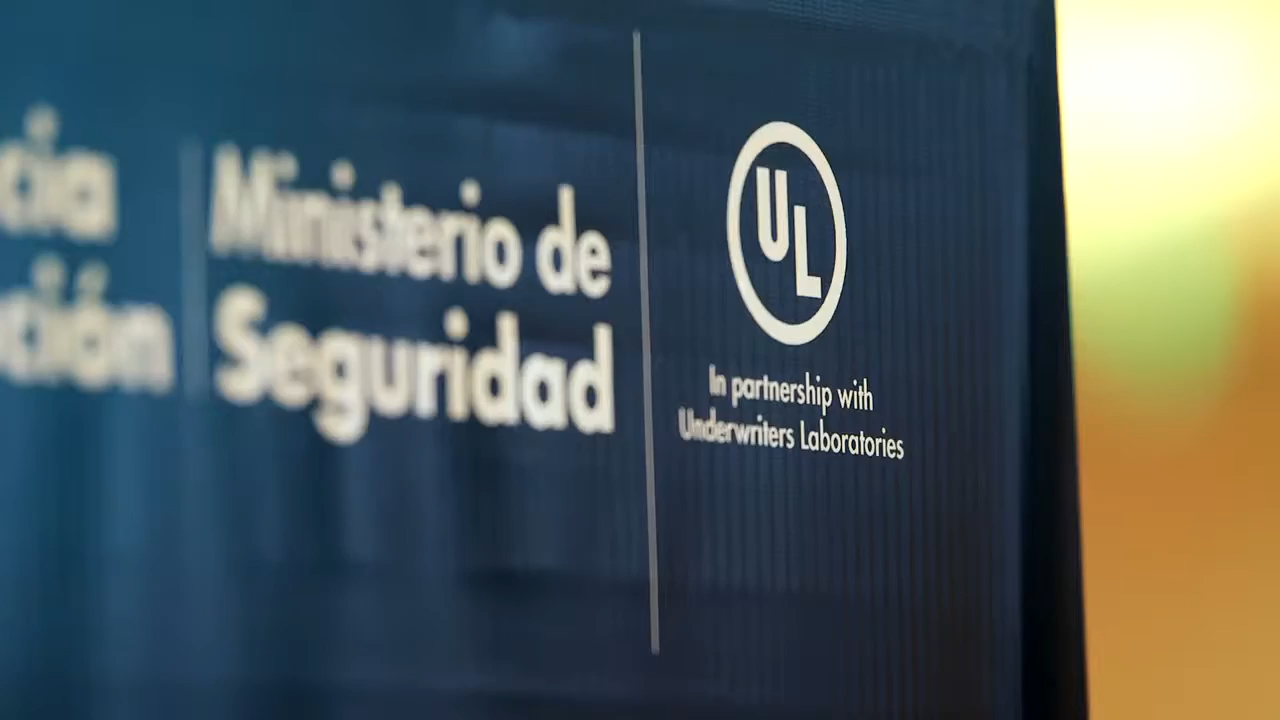 Ministerio de
Seguridad
UL
In partnership with
Underwriters Laboratories